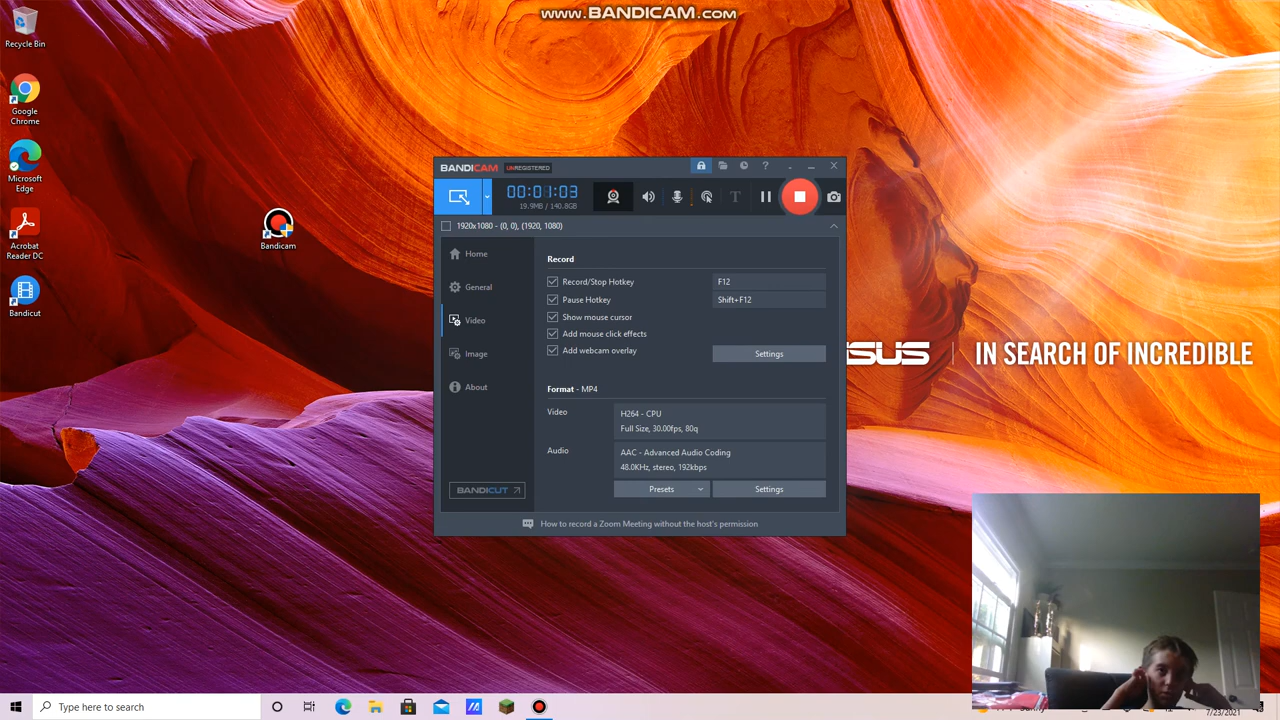 www.BANDICAM.com
Recycle Bin
Google
Chrome
Microsoft
Edge
Acrobat
Reader DC
Bandicut
Bandicam
BANDICAM UNREGISTERED
?
00:01:03
19.9MB / 140.8GB
T
1920x1080 - (0, 0), (1920, 1080)
Home
General
Video
Image
About
BANDICUT
Record
Record/Stop Hotkey F12
Pause Hotkey Shift+F12
Show mouse cursor
Add mouse click effects
Add webcam overlay
Settings
Format - MP4
Video H264 - CPU
Full Size, 30.00fps, 80q
Audio AAC - Advanced Audio Coding
48.0KHz, stereo, 192kbps
Presets Settings
How to record a Zoom Meeting without the host's permission
SUS IN SEARCH OF INCREDIBLE
Type here to search
7/23/2021